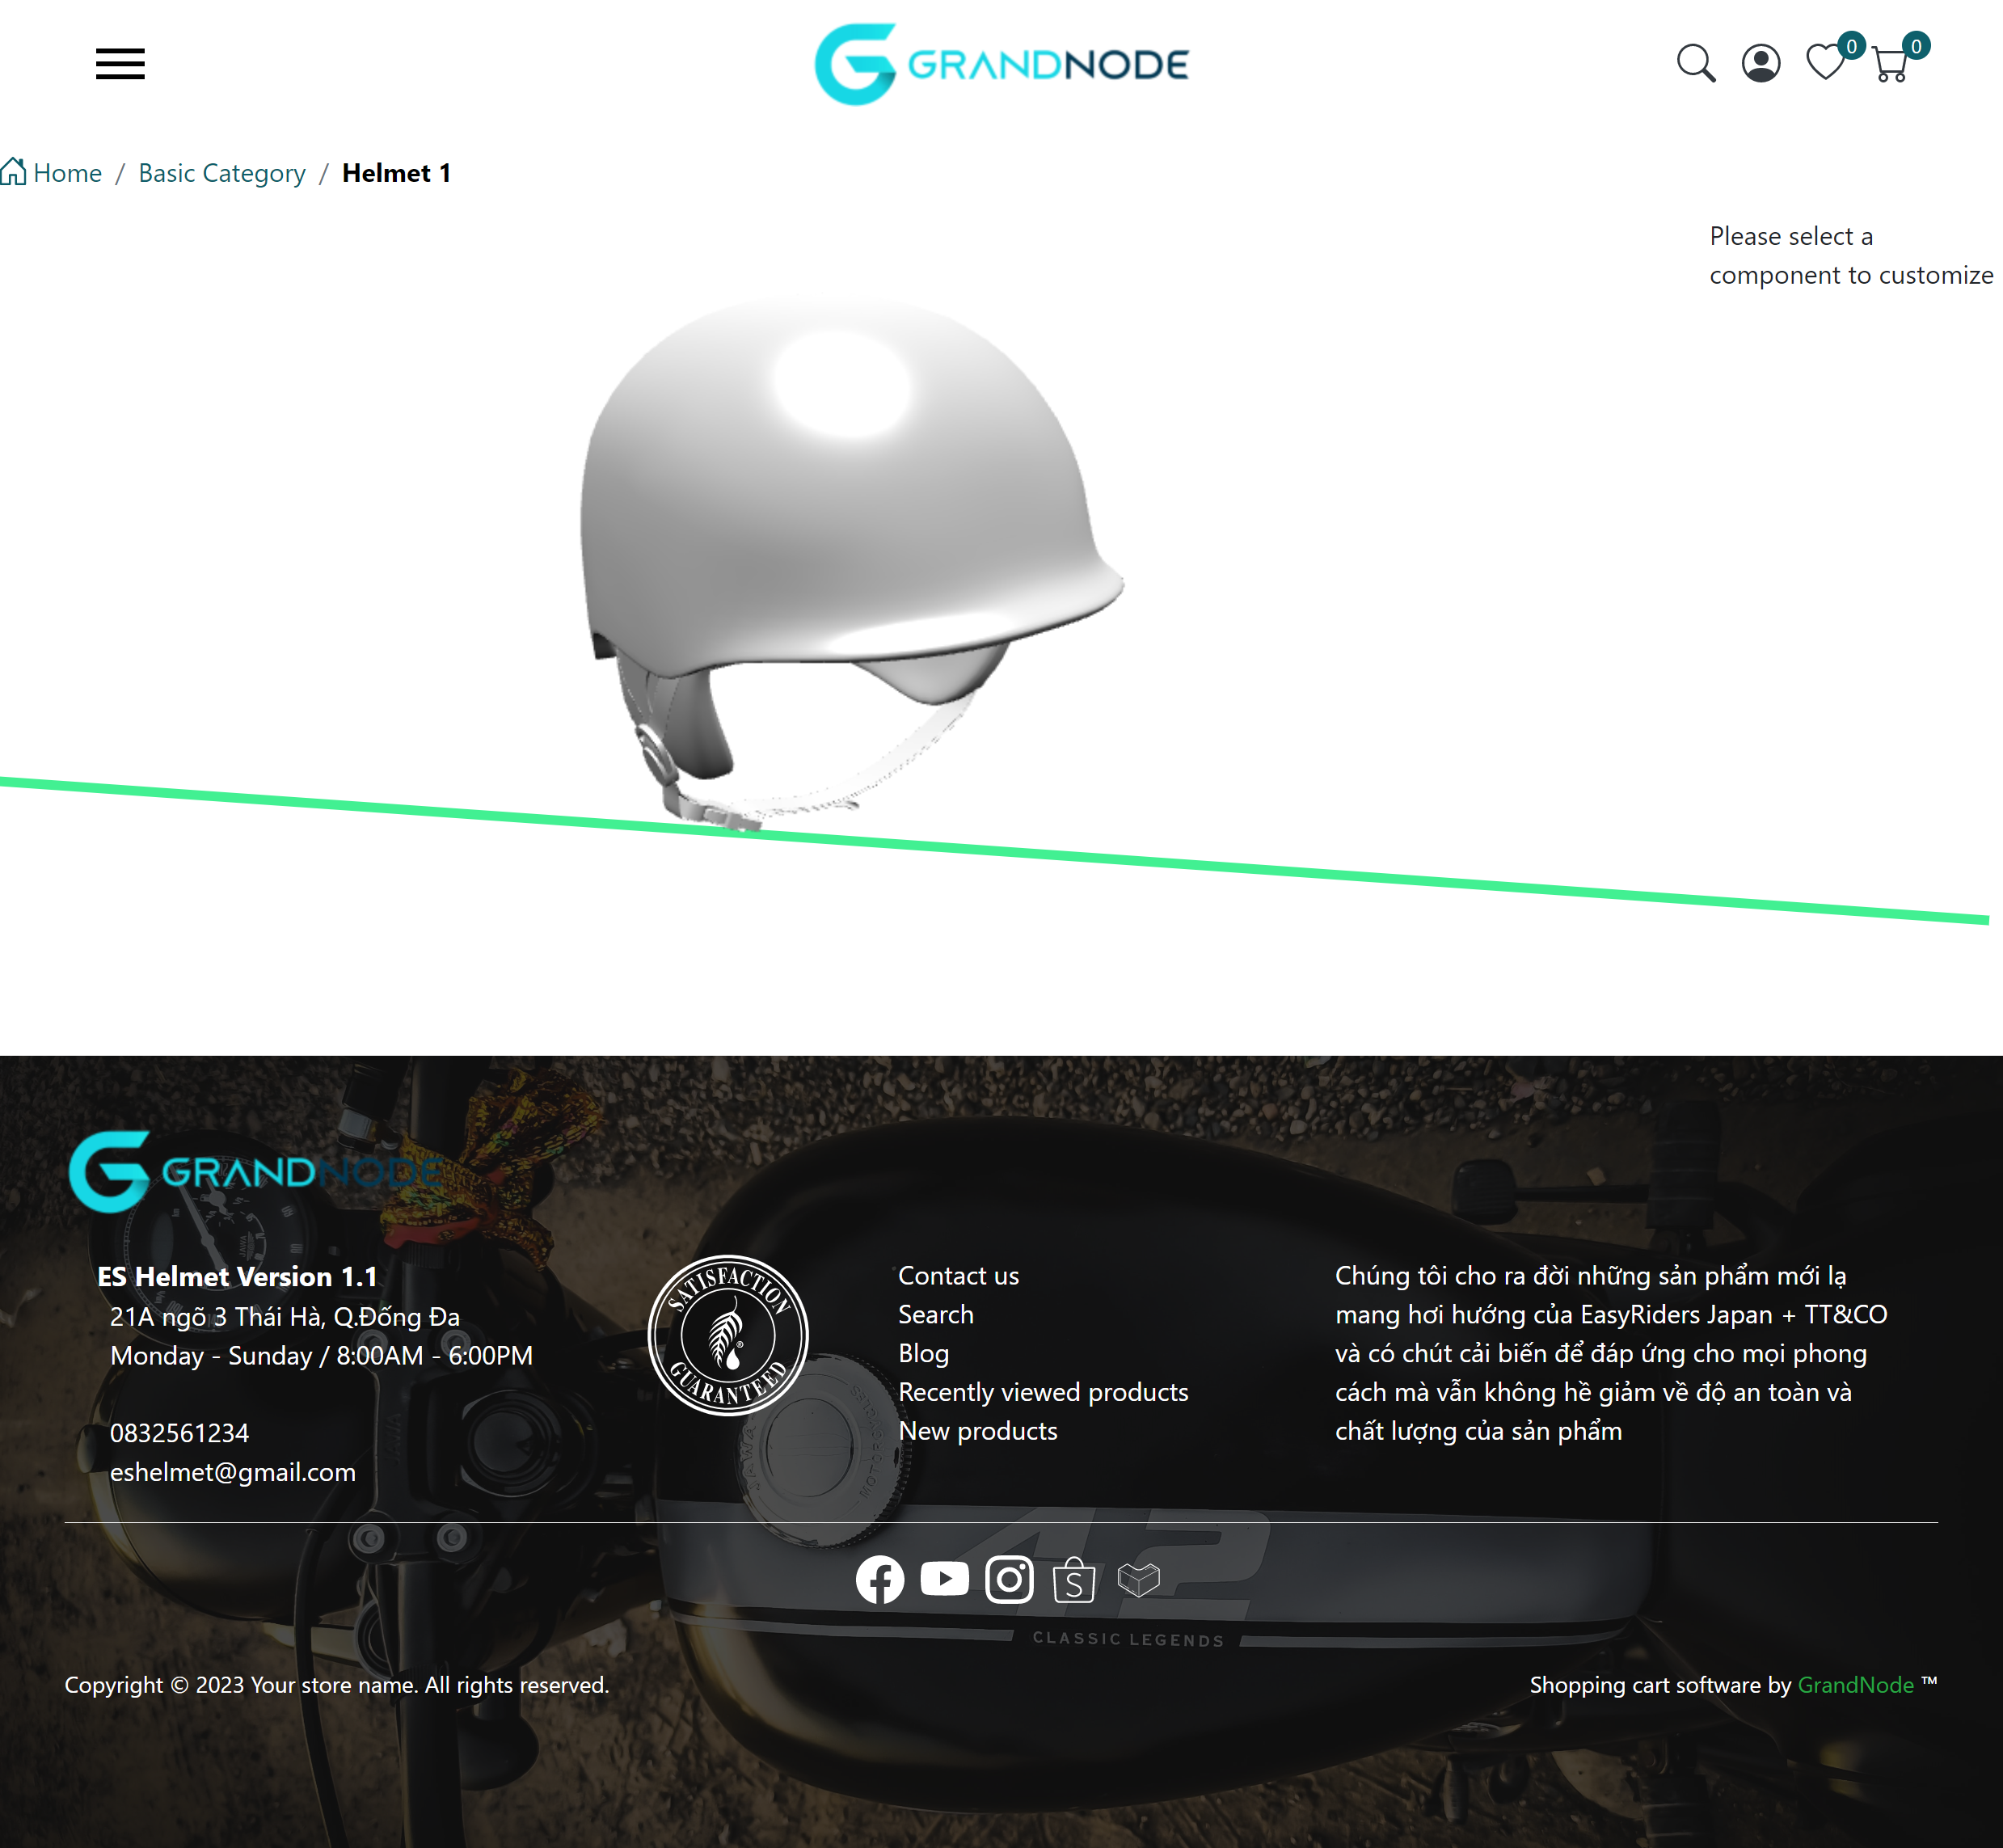 GRANDNODE
0
0
Home / Basic Category / Helmet 1
Please select a
component to customize
GRANDNODE
ES Helmet Version 1.1
21A ngõ 3 Thái Hà, Q.Đống Đa
Monday - Sunday / 8:00AM - 6:00PM
0832561234
eshelmet@gmail.com
SATISFACTION
GUARANTEED
®
Contact us
Search
Blog
Recently viewed products
New products
Chúng tôi cho ra đời những sản phẩm mới lạ
mang hơi hướng của EasyRiders Japan + TT&CO
và có chút cải biến để đáp ứng cho mọi phong
cách mà vẫn không hề giảm về độ an toàn và
chất lượng của sản phẩm
JAWA
MOTORCYCLES
42
S
CLASSIC LEGENDS
Copyright © 2023 Your store name. All rights reserved.
Shopping cart software by GrandNode ™